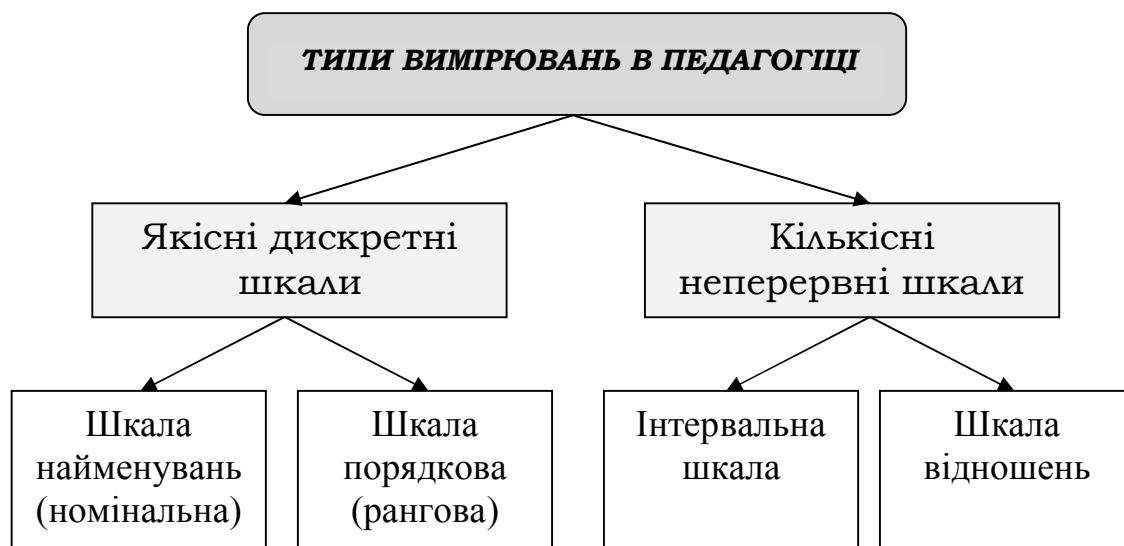 ТИПИ ВИМІРЮВАНЬ В ПЕДАГОГІЦІ
Якісні дискретні
шкали
Кількісні
неперервні шкали
Шкала
найменувань
(номінальна)
Шкала
порядкова
(рангова)
Інтервальна
шкала
Шкала
відношень